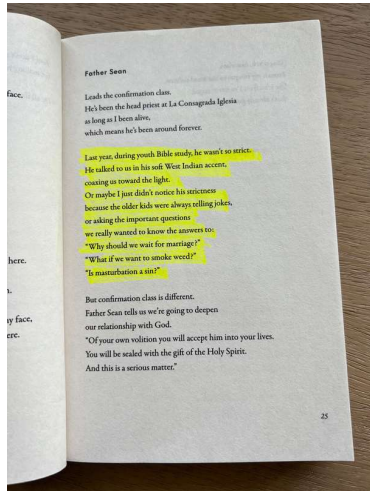 face.
here.
n.
ny face,
ere.
Father Sean
Leads the confirmation class.
He's been the head priest at La Consagrada Iglesia
as long as I been alive,
which means he's been around forever.
Last year, during youth Bible study, he wasn't so strict.
He talked to us in his soft West Indian accent,
coaxing us toward the light.
Or maybe I just didn't notice his strictness
because the older kids were always telling jokes,
or asking the important questions
we really wanted to know the answers to:
"Why should we wait for marriage?"
"What if we want to smoke weed?"
"Is masturbation a sin?"
But confirmation class is different.
Father Sean tells us we're going to deepen
our relationship with God.
"Of your own volition you will accept him into your lives.
You will be sealed with the gift of the Holy Spirit.
And this is a serious matter."
25